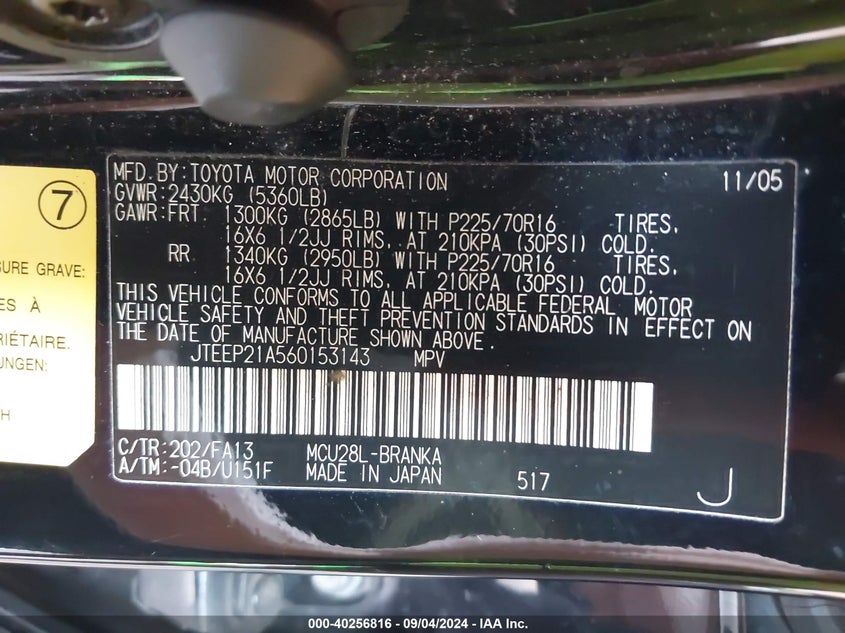 7
SURE GRAVE:
ES À
RIÉTAIRE.
UNGEN:
H
MFD.BY:TOYOTA MOTOR CORPORATION 11/05
GVWR:2430KG (5360LB)
GAWR:FRT 1300KG (2865LB) WITH P225/70R16 TIRES.
16X6 1/2JJ RIMS. AT 210KPA (30PSI) COLD.
RR 1340KG (2950LB) WITH P225/70R16 TIRES.
16X6 1/2JJ RIMS. AT 210KPA (30PSI) COLD.
THIS VEHICLE CONFORMS TO ALL APPLICABLE FEDERAL MOTOR
VEHICLE SAFETY AND THEFT PREVENTION STANDARDS IN EFFECT ON
THE DATE OF MANUFACTURE SHOWN ABOVE.
JTEEP21A560153143 MPV
C/TR:202/FA13 MCU28L-BRANKA
A/TM:-04B/U151F MADE IN JAPAN 517 J
000-40256816 - 09/04/2024 - IAA Inc.